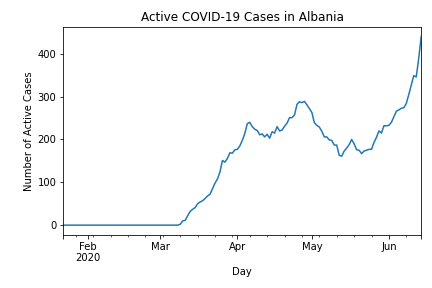 Active COVID-19 Cases in Albania
Number of Active Cases
400
300
200
100
0
Feb Mar Apr May Jun
2020
Day